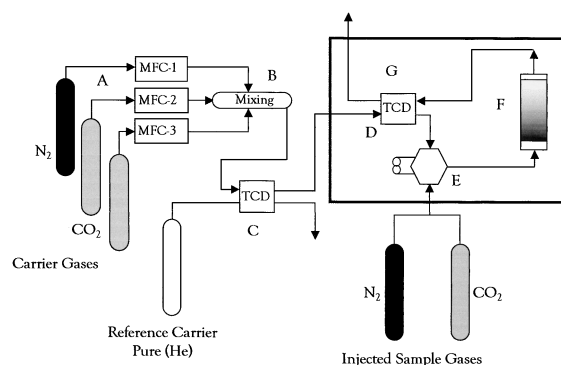 A
MFC-1
B
MFC-2
Mixing
MFC-3
N2
CO2
Carrier Gases
TCD
C
Reference Carrier
Pure (He)
G
TCD
D
F
E
N2
CO2
Injected Sample Gases